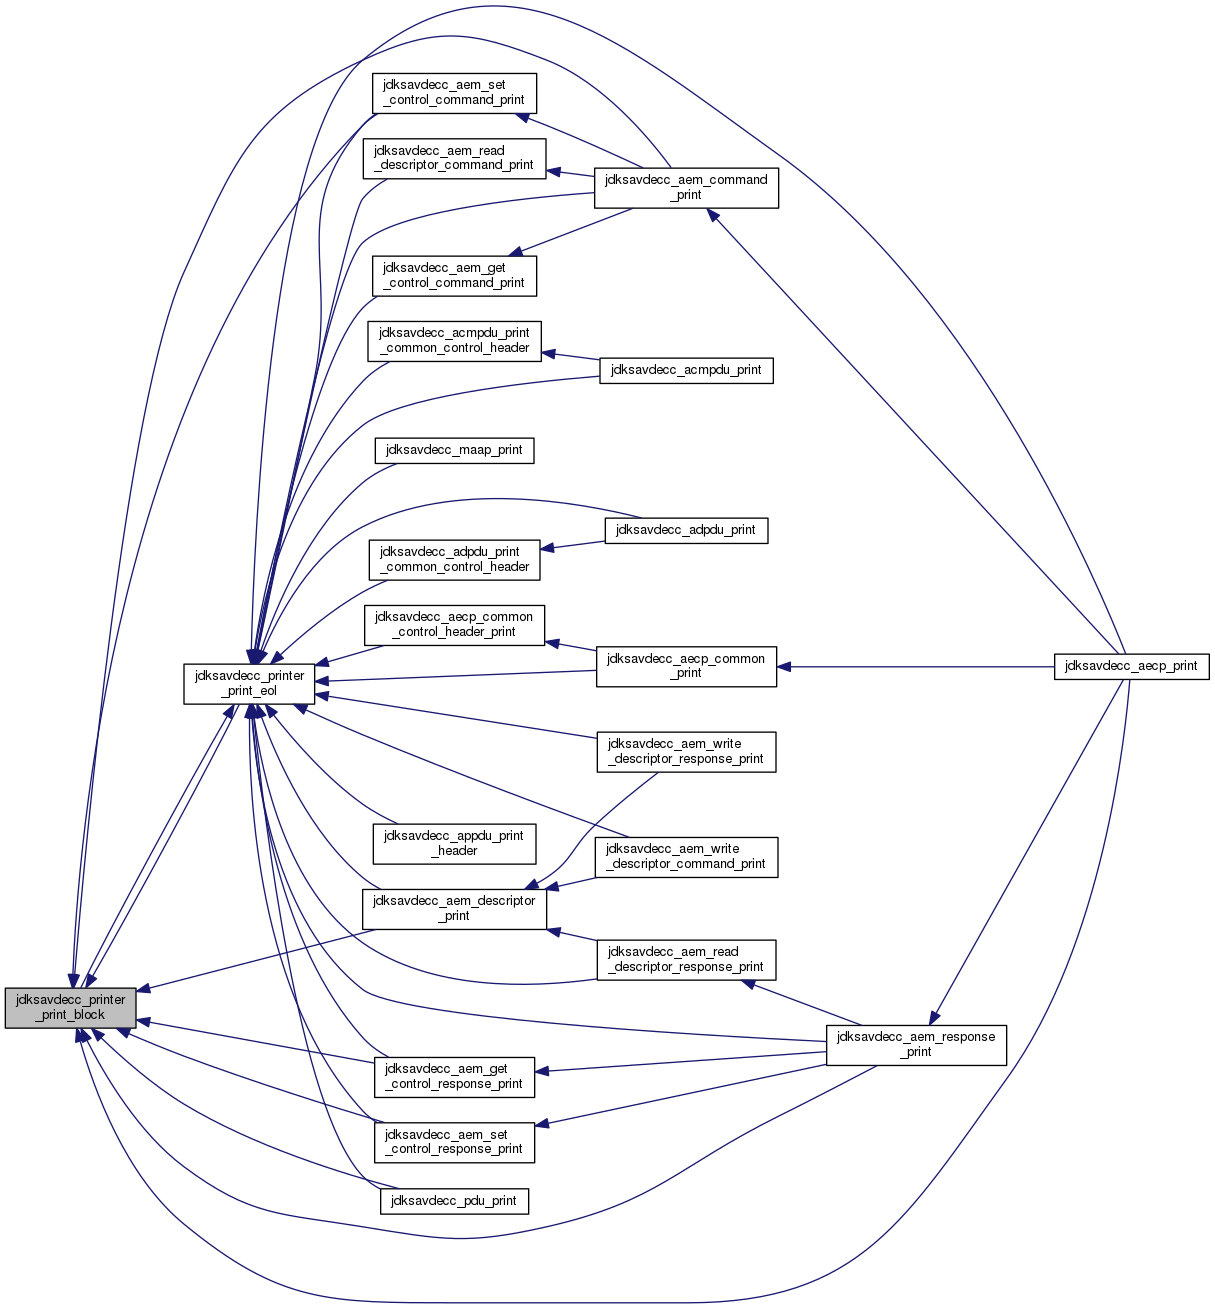 jdksavdecc_aem_set
_control_command_print
jdksavdecc_aem_read
_descriptor_command_print
jdksavdecc_aem_command
_print
jdksavdecc_aem_get
_control_command_print
jdksavdecc_acmpdu_print
_common_control_header
jdksavdecc_acmpdu_print
jdksavdecc_maap_print
jdksavdecc_adpdu_print
jdksavdecc_adpdu_print
_common_control_header
jdksavdecc_aecp_common
_control_header_print
jdksavdecc_aecp_common
_print
jdksavdecc_aecp_print
jdksavdecc_printer
_print_eol
jdksavdecc_aem_write
_descriptor_response_print
jdksavdecc_appdu_print
_header
jdksavdecc_aem_write
_descriptor_command_print
jdksavdecc_aem_descriptor
_print
jdksavdecc_aem_read
_descriptor_response_print
jdksavdecc_printer
_print_block
jdksavdecc_aem_response
_print
jdksavdecc_aem_get
_control_response_print
jdksavdecc_aem_set
_control_response_print
jdksavdecc_pdu_print